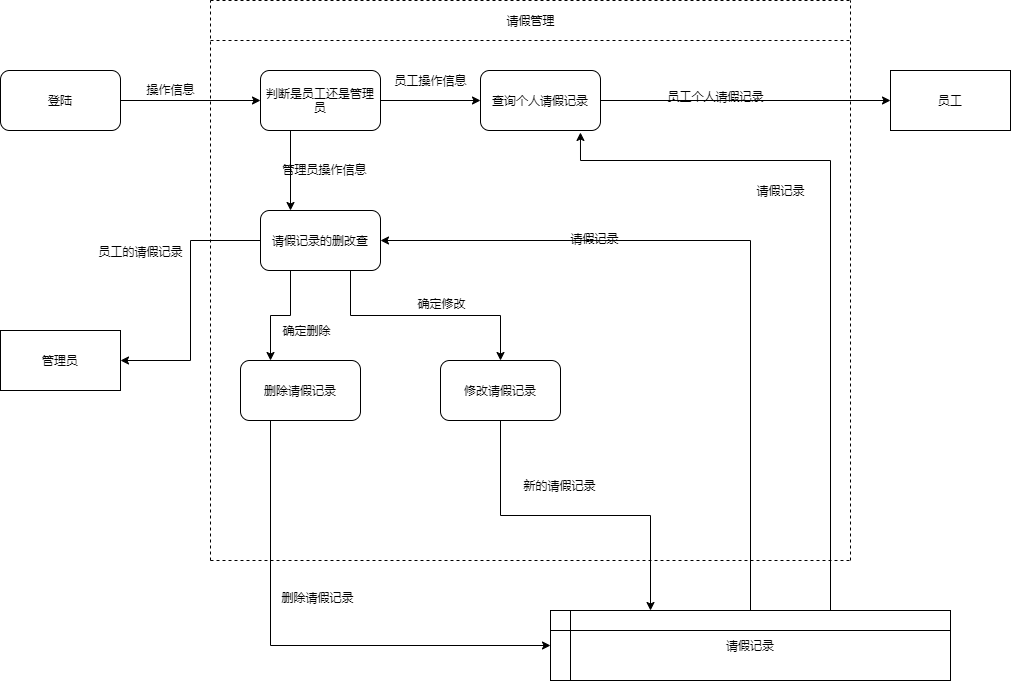 请假管理
登陆
操作信息
判断是员工还是管理
员
员工操作信息
查询个人请假记录
员工个人请假记录
员工
管理员操作信息
请假记录
请假记录的删改查
请假记录
员工的请假记录
确定修改
确定删除
管理员
删除请假记录
修改请假记录
新的请假记录
删除请假记录
请假记录